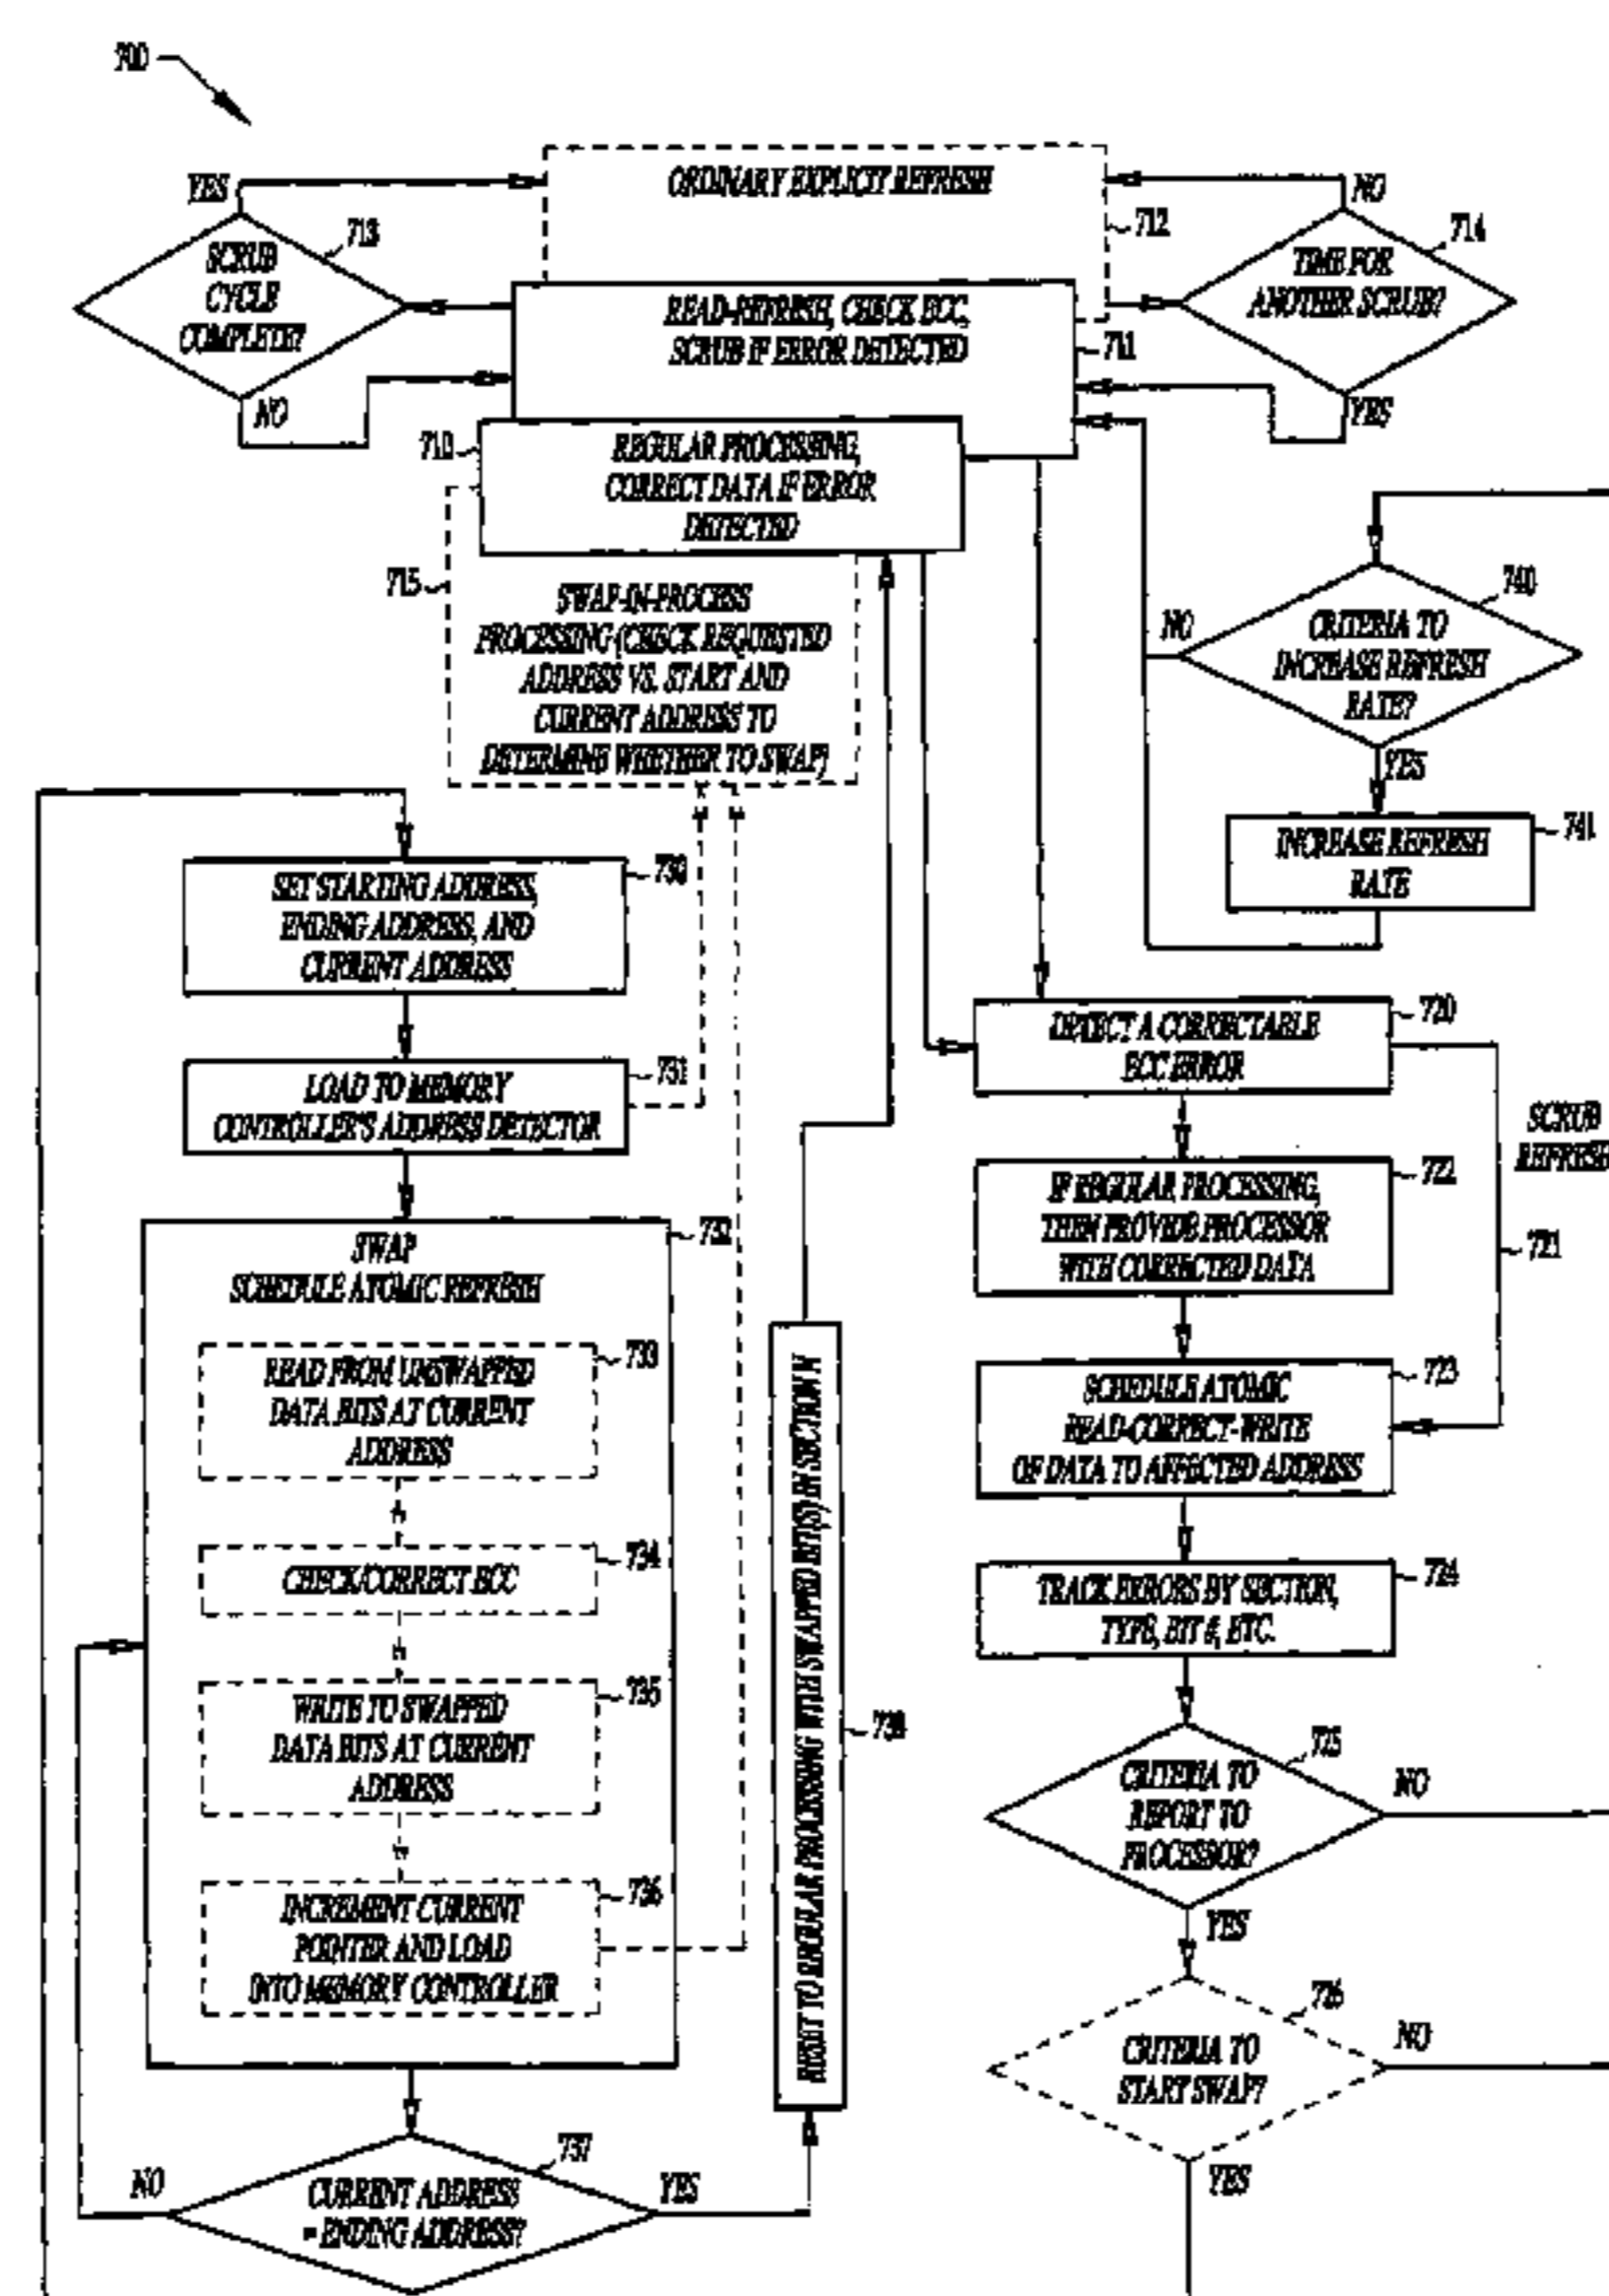 700
ORDINARY EXPLICIT REFRESH
712
YES
713
SCRUB
CYCLE
COMPLETE?
NO
NO
714
TIME FOR
ANOTHER SCRUB?
YES
READ-REFRESH, CHECK ECC,
SCRUB IF ERROR DETECTED
711
710
REGULAR PROCESSING,
CORRECT DATA IF ERROR
DETECTED
715
SWAP-IN-PROCESS
PROCESSING (CHECK REQUESTED
ADDRESS VS. START AND
CURRENT ADDRESS TO
DETERMINE WHETHER TO SWAP)
740
NO
CRITERIA TO
INCREASE REFRESH
RATE?
YES
INCREASE REFRESH
RATE
741
SET STARTING ADDRESS,
ENDING ADDRESS, AND
CURRENT ADDRESS
730
LOAD TO MEMORY
CONTROLLER'S ADDRESS DETECTOR
731
SWAP
SCHEDULE ATOMIC REFRESH
732
READ FROM UNSWAPPED
DATA BITS AT CURRENT
ADDRESS
733
CHECK/CORRECT ECC
734
WRITE TO SWAPPED
DATA BITS AT CURRENT
ADDRESS
735
INCREMENT CURRENT
POINTER AND LOAD
INTO MEMORY CONTROLLER
736
737
NO
CURRENT ADDRESS
= ENDING ADDRESS?
YES
RESET TO REGULAR PROCESSING WITH SWAPPED BIT(S) IN SECTION N
738
DETECT A CORRECTABLE
ECC ERROR
720
SCRUB
REFRESH
721
IF REGULAR PROCESSING,
THEN PROVIDE PROCESSOR
WITH CORRECTED DATA
722
SCHEDULE ATOMIC
READ-CORRECT-WRITE
OF DATA TO AFFECTED ADDRESS
723
TRACK ERRORS BY SECTION,
TYPE, BIT #, ETC.
724
725
CRITERIA TO
REPORT TO
PROCESSOR?
NO
YES
726
CRITERIA TO
START SWAP?
NO
YES